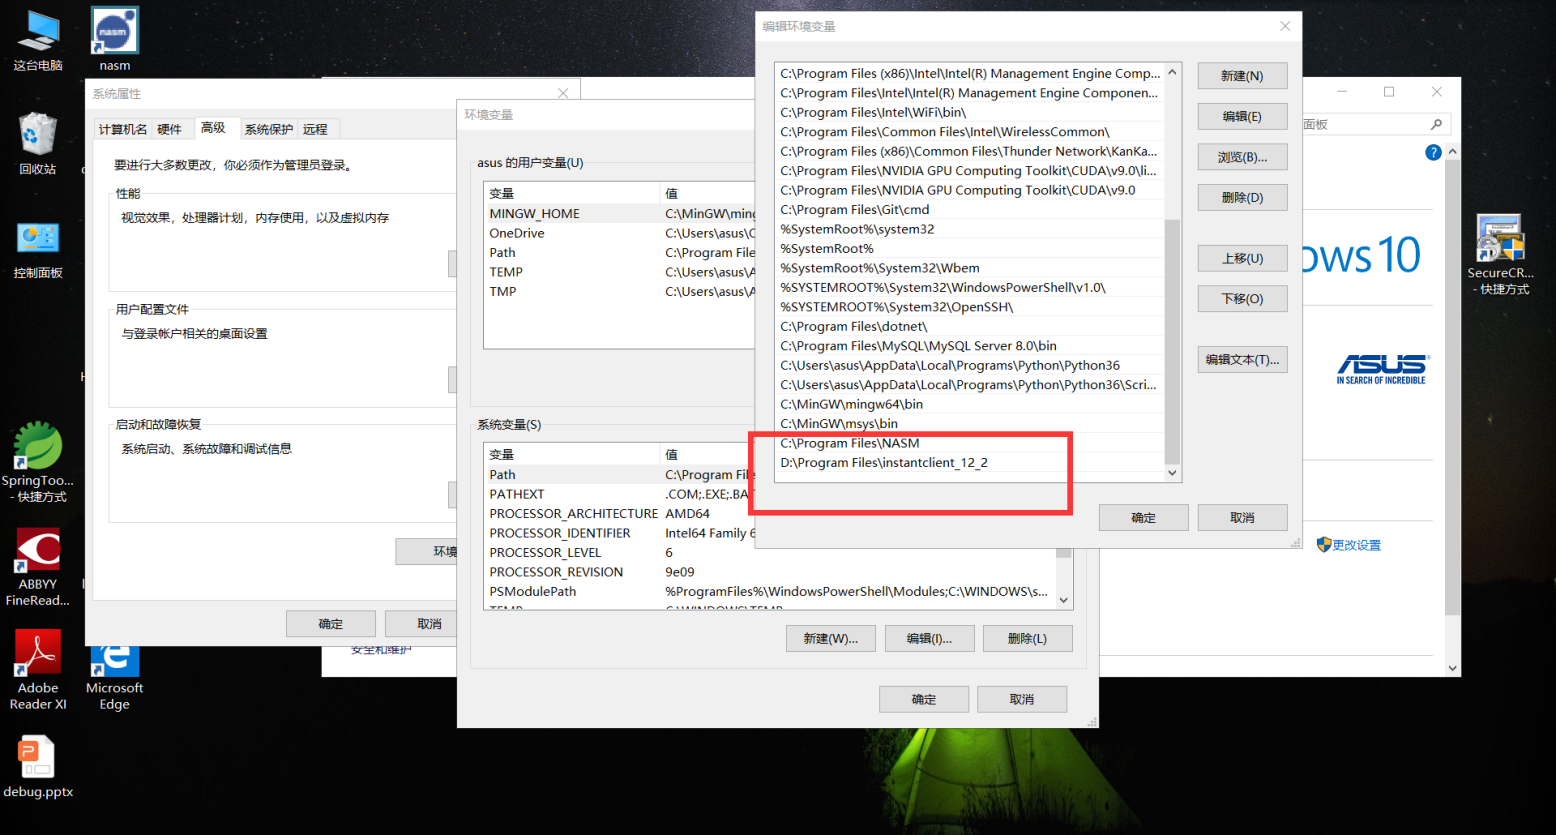 这台电脑
nasm
nasm
回收站
控制面板
SpringToo...
- 快捷方式
ABBYY
FineRead...
Adobe
Reader XI
Microsoft
Edge
debug.pptx
SecureCR...
- 快捷方式
系统属性
计算机名
硬件
高级
系统保护
远程
要进行大多数更改，你必须作为管理员登录。
性能
视觉效果，处理器计划，内存使用，以及虚拟内存
用户配置文件
与登录帐户相关的桌面设置
启动和故障恢复
系统启动、系统故障和调试信息
环境
确定
取消
安全和维护
环境变量
asus 的用户变量(U)
变量 值
MINGW_HOME C:\MinGW\ming
OneDrive C:\Users\asus\O
Path C:\Program File
TEMP C:\Users\asus\A
TMP C:\Users\asus\A
系统变量(S)
变量 值
Path C:\Program File
PATHEXT .COM;.EXE;.BA
PROCESSOR_ARCHITECTURE AMD64
PROCESSOR_IDENTIFIER Intel64 Family 6
PROCESSOR_LEVEL 6
PROCESSOR_REVISION 9e09
PSModulePath %ProgramFiles%\WindowsPowerShell\Modules;C:\WINDOWS\s...
TEMP C:\WINDOWS\TEMP
新建(W)...
编辑(I)...
删除(L)
确定
取消
编辑环境变量
C:\Program Files (x86)\Intel\Intel(R) Management Engine Comp...
C:\Program Files\Intel\Intel(R) Management Engine Componen...
C:\Program Files\Intel\WiFi\bin\
C:\Program Files\Common Files\Intel\WirelessCommon\
C:\Program Files (x86)\Common Files\Thunder Network\KanKa...
C:\Program Files\NVIDIA GPU Computing Toolkit\CUDA\v9.0\li...
C:\Program Files\NVIDIA GPU Computing Toolkit\CUDA\v9.0
C:\Program Files\Git\cmd
%SystemRoot%\system32
%SystemRoot%
%SystemRoot%\System32\Wbem
%SYSTEMROOT%\System32\WindowsPowerShell\v1.0\
%SYSTEMROOT%\System32\OpenSSH\
C:\Program Files\dotnet\
C:\Program Files\MySQL\MySQL Server 8.0\bin
C:\Users\asus\AppData\Local\Programs\Python\Python36
C:\Users\asus\AppData\Local\Programs\Python\Python36\Scri...
C:\MinGW\mingw64\bin
C:\MinGW\msys\bin
C:\Program Files\NASM
D:\Program Files\instantclient_12_2
新建(N)
编辑(E)
浏览(B)...
删除(D)
上移(U)
下移(O)
编辑文本(T)...
确定
取消
面板
ows 10
ASUS
IN SEARCH OF INCREDIBLE
更改设置